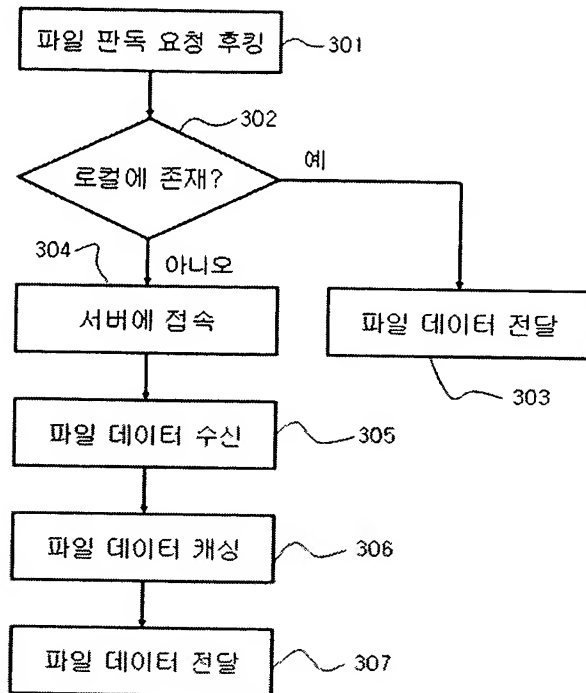 파일 판독 요청 후킹
301
302
로컬에 존재?
예
304
아니오
서버에 접속
파일 데이터 전달
303
파일 데이터 수신
305
파일 데이터 캐싱
306
파일 데이터 전달
307